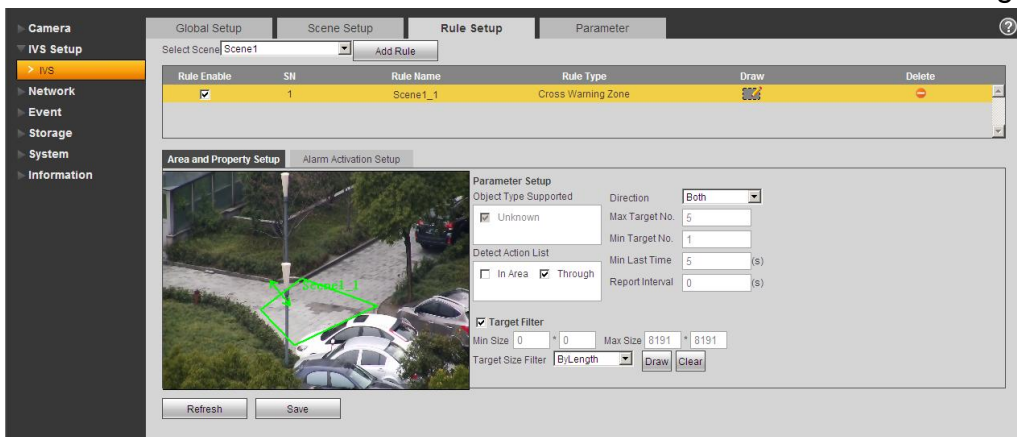 Camera
IVS Setup
> IVS
Network
Event
Storage
System
Information
Global Setup
Scene Setup
Rule Setup
Parameter
?
Select Scene Scene1
Add Rule
Rule Enable SN Rule Name Rule Type Draw Delete
1 Scene1_1 Cross Warning Zone
Area and Property Setup
Alarm Activation Setup
Scene1_1
Parameter Setup
Object Type Supported
Unknown
Detect Action List
In Area Through
Direction Both
Max Target No. 5
Min Target No. 1
Min Last Time 5 (s)
Report Interval 0 (s)
Target Filter
Min Size 0 * 0 Max Size 8191 * 8191
Target Size Filter ByLength Draw Clear
Refresh Save